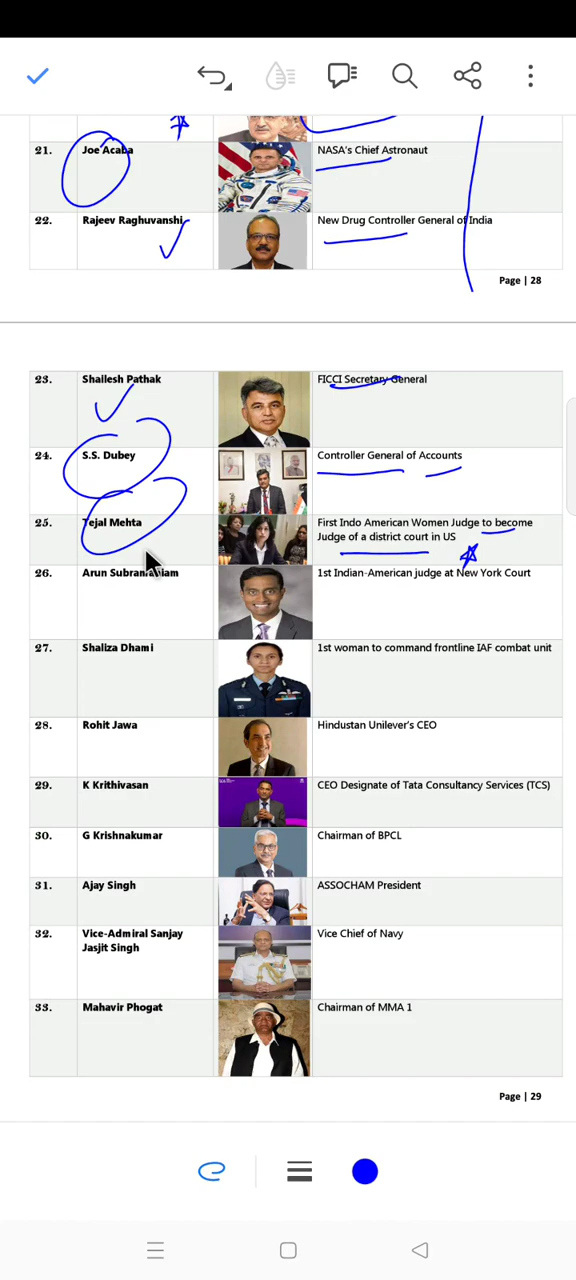 21. Joe Acaba NASA's Chief Astronaut
22. Rajeev Raghuvanshi New Drug Controller General of India
Page | 28
23. Shailesh Pathak FICCI Secretary General
24. S.S. Dubey Controller General of Accounts
25. Tejal Mehta First Indo American Women Judge to become
Judge of a district court in US
26. Arun Subramaniam 1st Indian-American judge at New York Court
27. Shaliza Dhami 1st woman to command frontline IAF combat unit
28. Rohit Jawa Hindustan Unilever's CEO
29. K Krithivasan CEO Designate of Tata Consultancy Services (TCS)
30. G Krishnakumar Chairman of BPCL
31. Ajay Singh ASSOCHAM President
32. Vice-Admiral Sanjay Vice Chief of Navy
Jasjit Singh
33. Mahavir Phogat Chairman of MMA 1
Page | 29